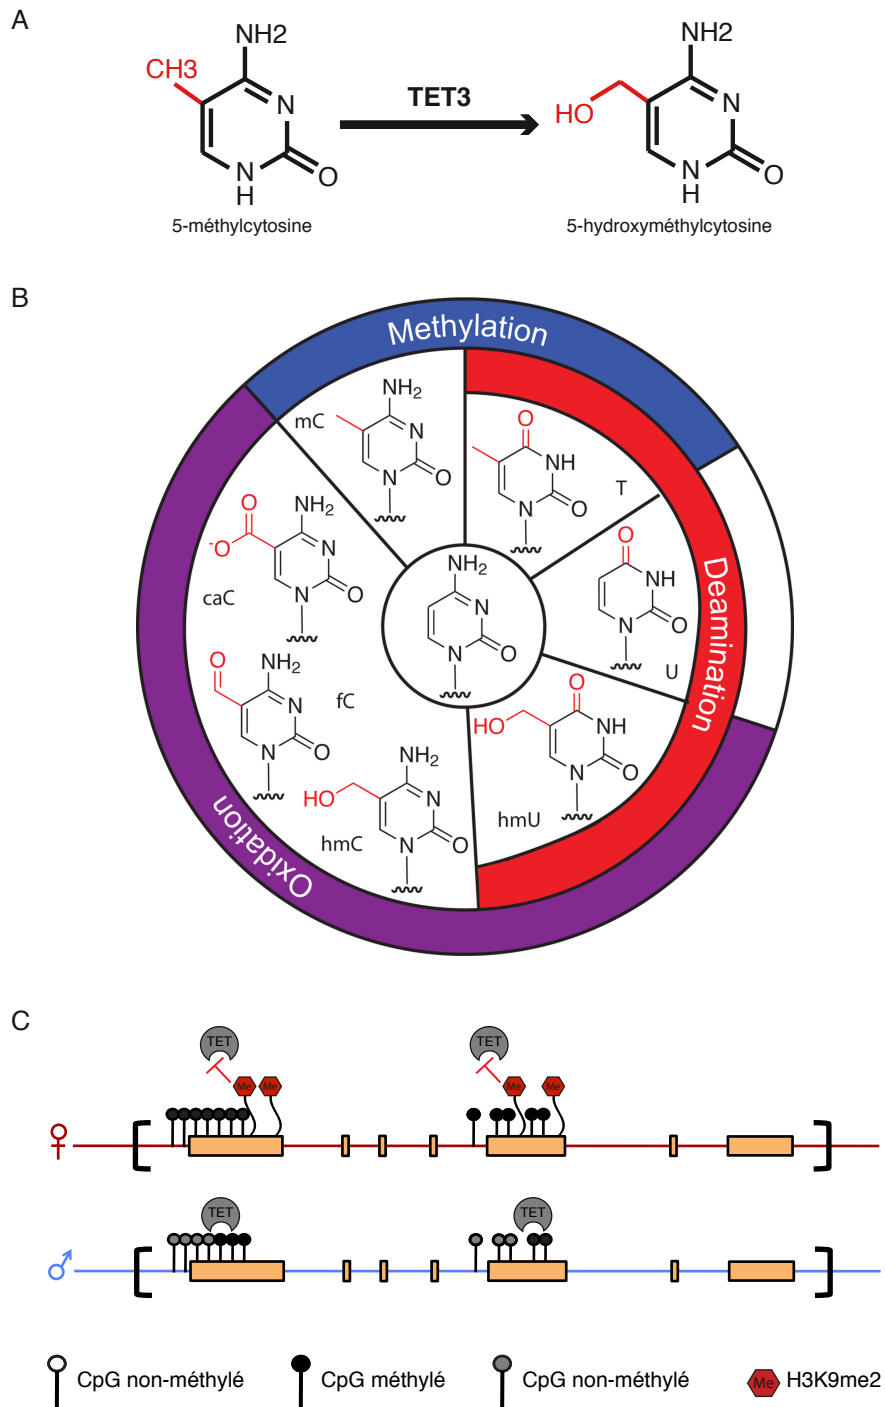 A
NH2
CH3
N
N
H
O
5-méthylcytosine
TET3
NH2
HO
N
N
H
O
5-hydroxyméthylcytosine
B
Methylation
Deamination
Oxidation
mC
NH₂
N
N
O
O
NH
N
O
T
O
NH
N
O
U
O
HO
NH
N
O
hmU
NH₂
HO
N
N
O
hmC
O
NH₂
N
N
O
fC
O
⁻O
NH₂
N
N
O
caC
NH₂
N
N
O
C
TET
TET
Me
Me
Me
Me
♀
TET
TET
♂
CpG non-méthylé
CpG méthylé
CpG non-méthylé
Me
H3K9me2